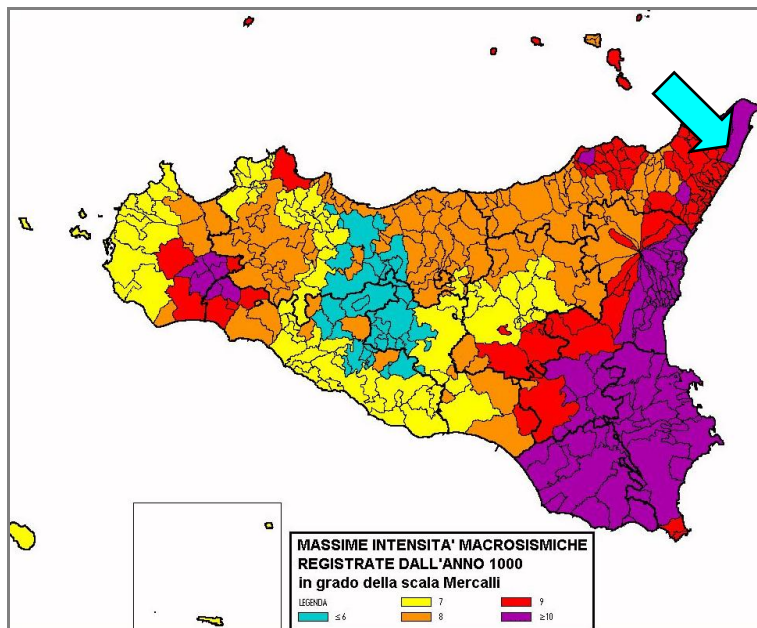 MASSIME INTENSITA' MACROSISMICHE
REGISTRATE DALL'ANNO 1000
in grado della scala Mercalli
LEGENDA
≤6
7
8
9
≥10